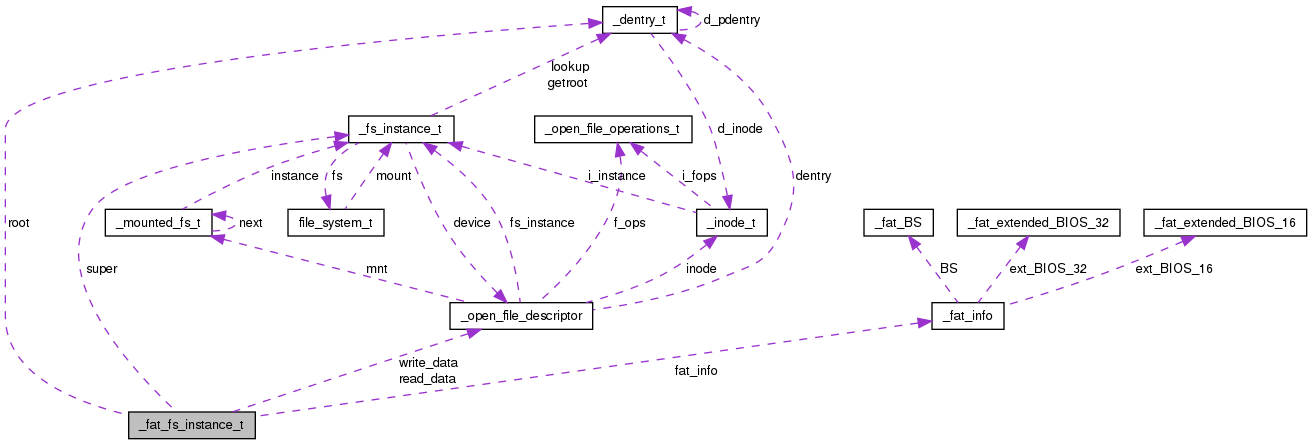 _dentry_t
d_pdentry
lookup
getroot
_fs_instance_t
_open_file_operations_t
d_inode
instance
fs
mount
i_instance
i_fops
dentry
_mounted_fs_t
next
file_system_t
device
fs_instance
f_ops
_inode_t
_fat_BS
_fat_extended_BIOS_32
_fat_extended_BIOS_16
root
super
mnt
inode
BS
ext_BIOS_32
ext_BIOS_16
_open_file_descriptor
_fat_info
write_data
read_data
fat_info
_fat_fs_instance_t